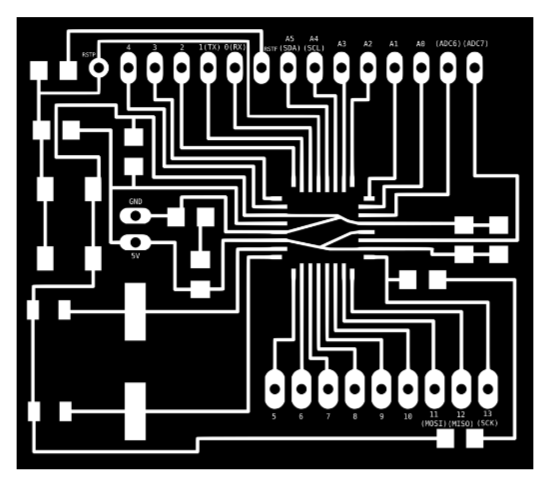 RSTP 4 3 2 1(TX) 0(RX) RSTP A5 A4 A3 A2 A1 A0 (ADC6) (ADC7)
(SDA) (SCL)
GND
5V
5 6 7 8 9 10 11 12 13
(MOSI) (MISO) (SCK)